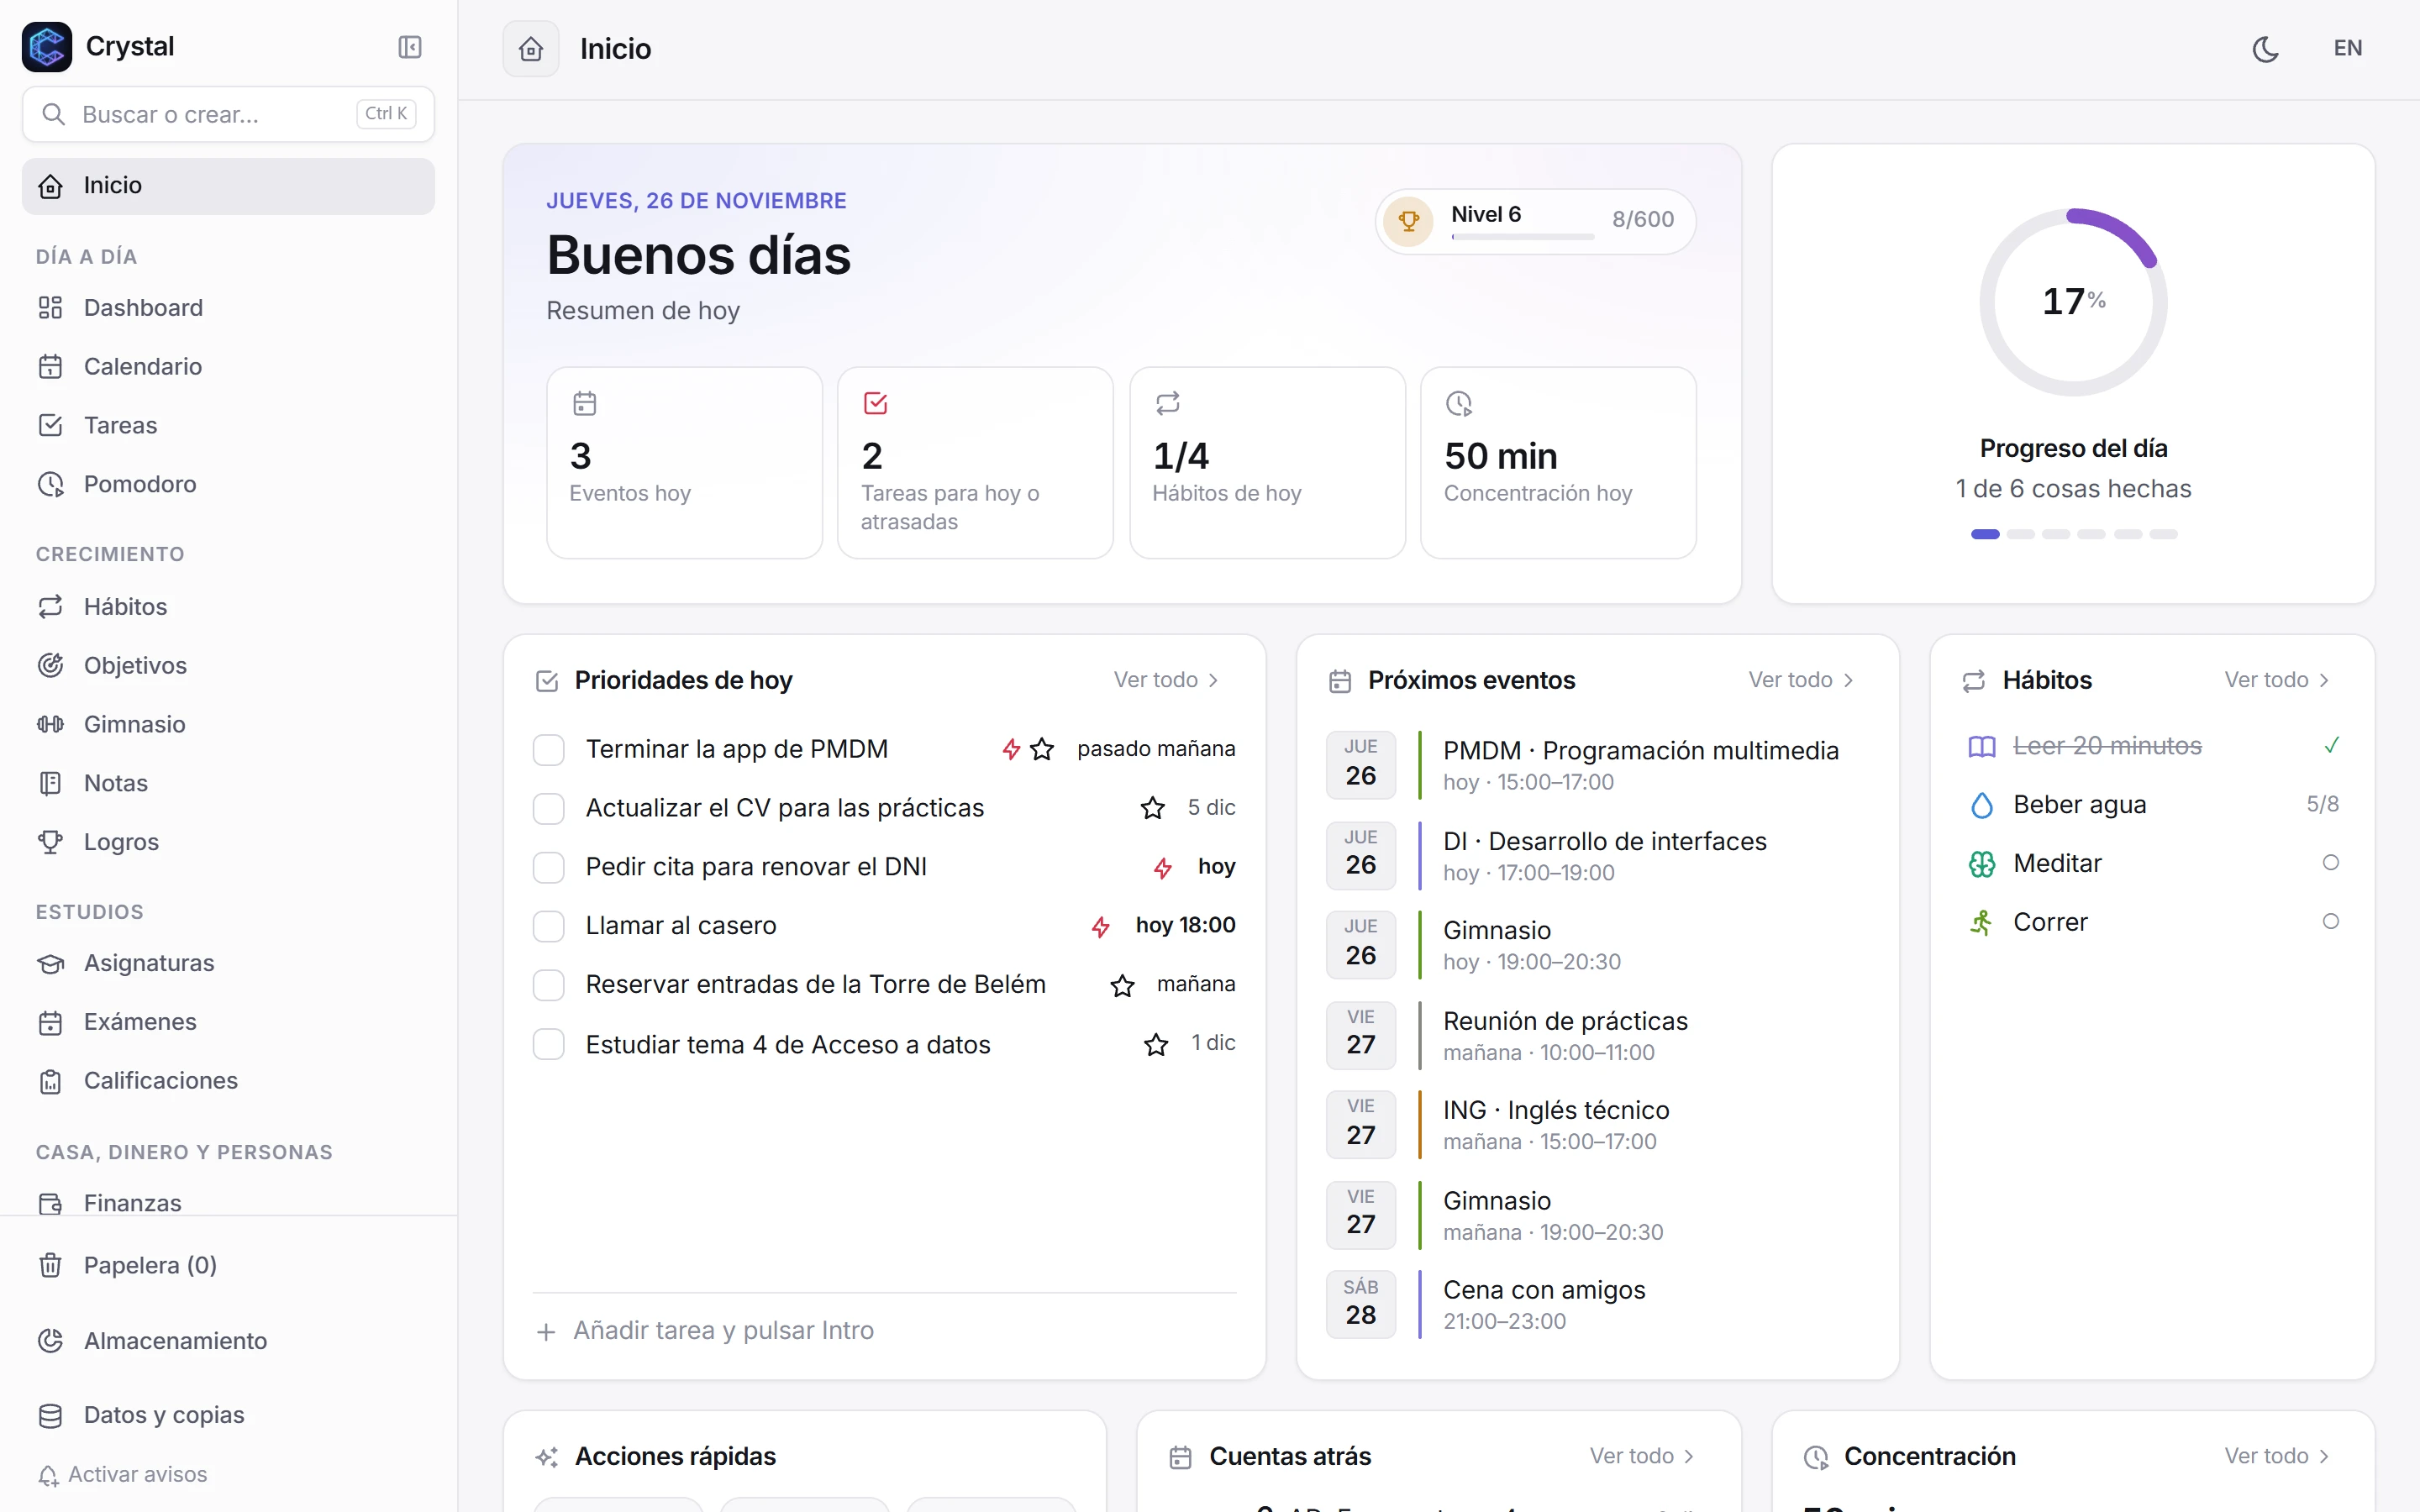 Crystal
Buscar o crear...
Ctrl K
Inicio
DÍA A DÍA
Dashboard
Calendario
Tareas
Pomodoro
CRECIMIENTO
Hábitos
Objetivos
Gimnasio
Notas
Logros
ESTUDIOS
Asignaturas
Exámenes
Calificaciones
CASA, DINERO Y PERSONAS
Finanzas
Papelera (0)
Almacenamiento
Datos y copias
Activar avisos
Inicio
EN
JUEVES, 26 DE NOVIEMBRE
Buenos días
Resumen de hoy
Nivel 6
8/600
3
Eventos hoy
2
Tareas para hoy o
atrasadas
1/4
Hábitos de hoy
50 min
Concentración hoy
17%
Progreso del día
1 de 6 cosas hechas
Prioridades de hoy
Ver todo
Terminar la app de PMDM
pasado mañana
Actualizar el CV para las prácticas
5 dic
Pedir cita para renovar el DNI
hoy
Llamar al casero
hoy 18:00
Reservar entradas de la Torre de Belém
mañana
Estudiar tema 4 de Acceso a datos
1 dic
Añadir tarea y pulsar Intro
Próximos eventos
Ver todo
JUE
26
PMDM · Programación multimedia
hoy · 15:00–17:00
JUE
26
DI · Desarrollo de interfaces
hoy · 17:00–19:00
JUE
26
Gimnasio
hoy · 19:00–20:30
VIE
27
Reunión de prácticas
mañana · 10:00–11:00
VIE
27
ING · Inglés técnico
mañana · 15:00–17:00
VIE
27
Gimnasio
mañana · 19:00–20:30
SÁB
28
Cena con amigos
21:00–23:00
Hábitos
Ver todo
Leer 20 minutos
Beber agua
5/8
Meditar
Correr
Acciones rápidas
Cuentas atrás
Ver todo
Concentración
Ver todo